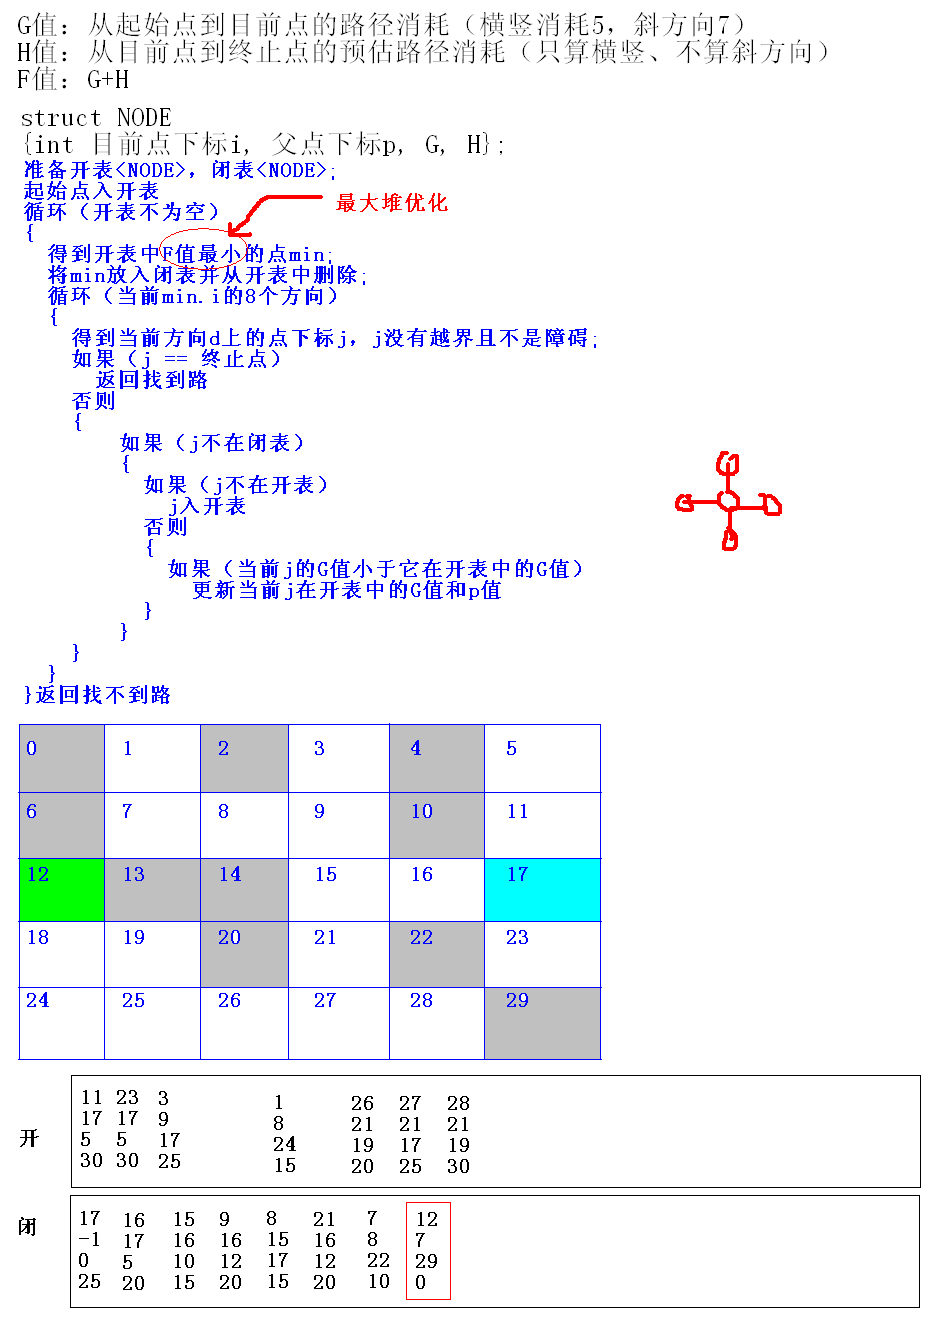 G值：从起始点到目前点的路径消耗（横竖消耗5，斜方向7）
H值：从目前点到终止点的预估路径消耗（只算横竖、不算斜方向）
F值：G+H
struct NODE
{int 目前点下标i, 父点下标p, G, H};
准备开表<NODE>，闭表<NODE>;
起始点入开表
循环（开表不为空）
最大堆优化
{
得到开表中F值最小的点min;
将min放入闭表并从开表中删除;
循环（当前min.i的8个方向）
{
得到当前方向d上的点下标j，j没有越界且不是障碍;
如果（j == 终止点）
返回找到路
否则
{
如果（j不在闭表）
{
如果（j不在开表）
j入开表
否则
{
如果（当前j的G值小于它在开表中的G值）
更新当前j在开表中的G值和p值
}
}
}
}
}返回找不到路
0 1 2 3 4 5
6 7 8 9 10 11
12 13 14 15 16 17
18 19 20 21 22 23
24 25 26 27 28 29
开
11 23 3 1 26 27 28
17 17 9 8 21 21 21
5 5 17 24 19 17 19
30 30 25 15 20 25 30
闭
17 16 15 9 8 21 7 12
-1 17 16 16 15 16 8 7
0 5 10 12 17 12 22 29
25 20 15 20 15 20 10 0